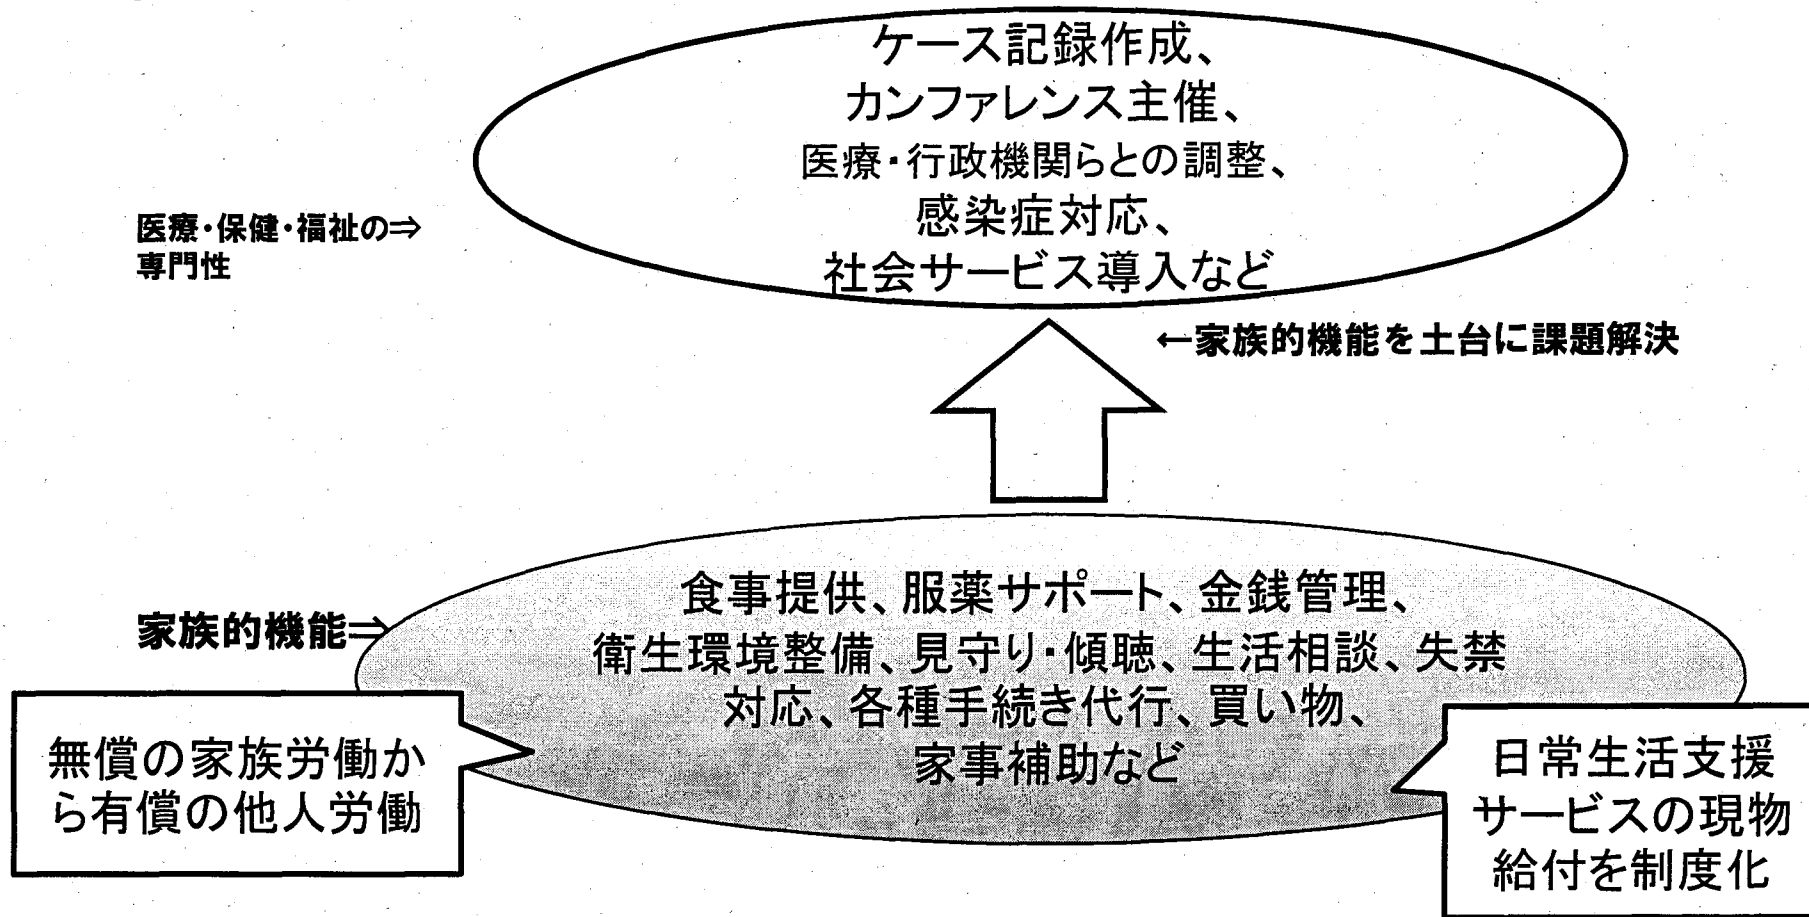 ケース記録作成、
カンファレンス主催、
医療・行政機関らとの調整、
感染症対応、
社会サービス導入など
医療・保健・福祉の⇒
専門性
←家族的機能を土台に課題解決
食事提供、服薬サポート、金銭管理、
衛生環境整備、見守り・傾聴、生活相談、失禁
対応、各種手続き代行、買い物、
家事補助など
家族的機能⇒
無償の家族労働か
ら有償の他人労働
日常生活支援
サービスの現物
給付を制度化